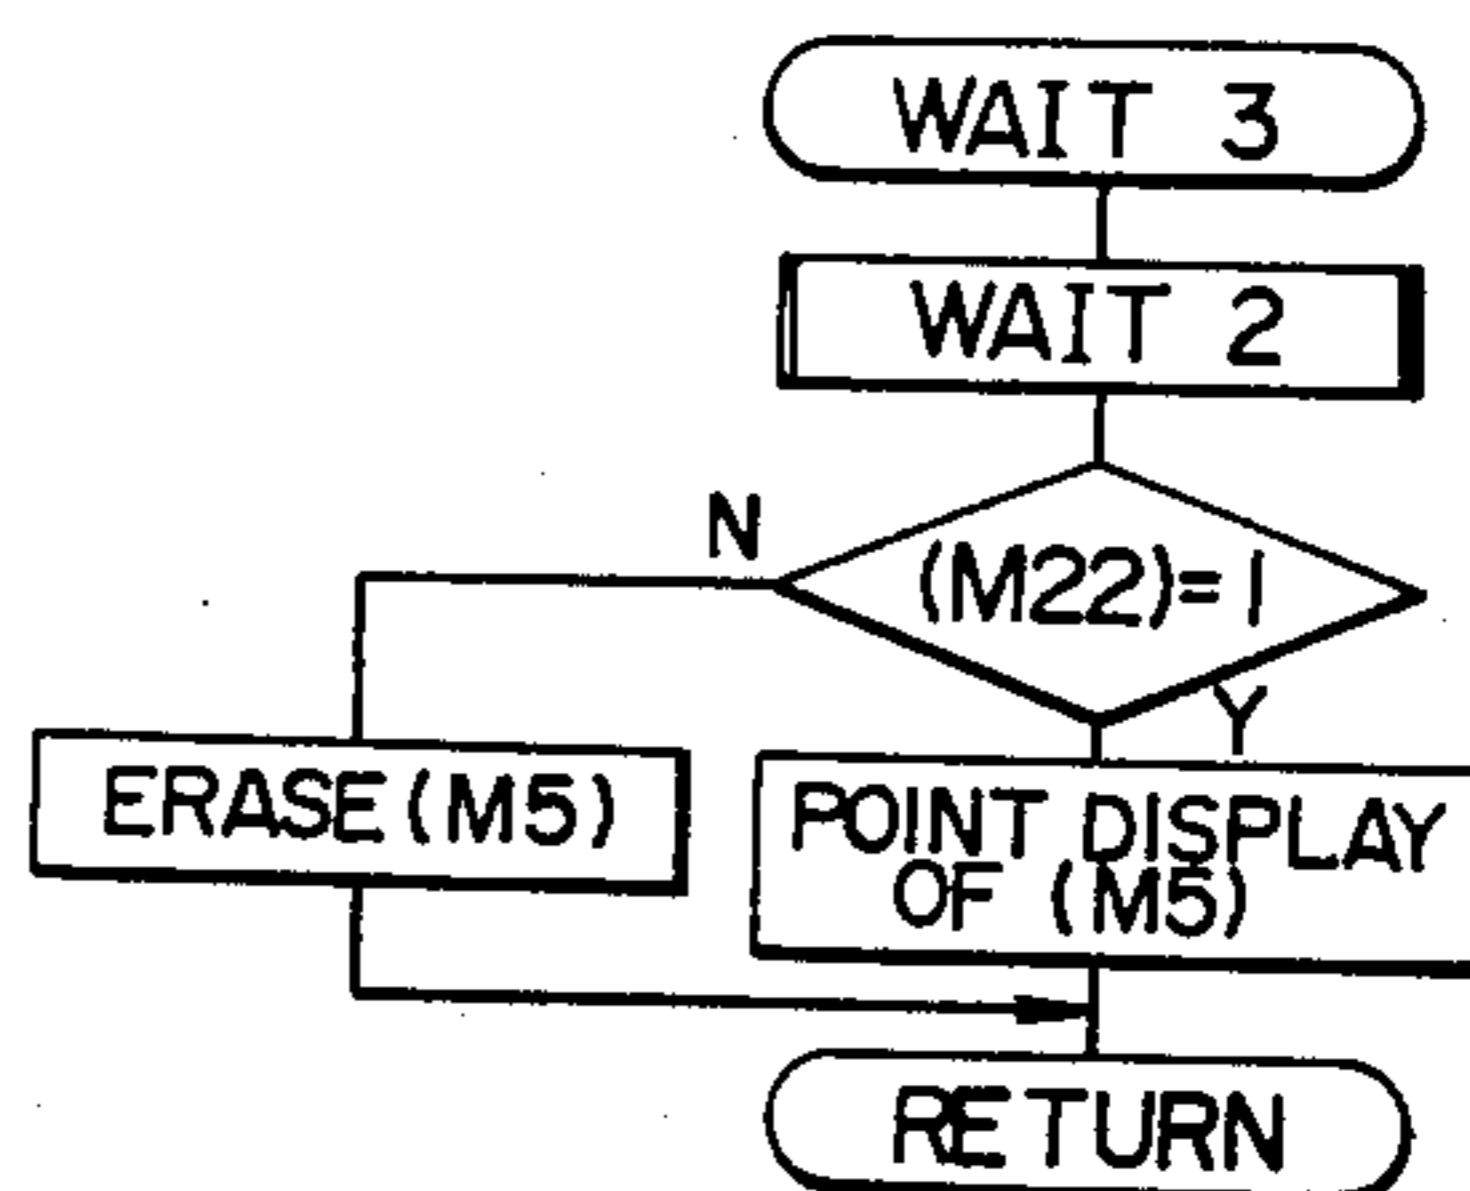 WAIT 3
WAIT 2
N
(M22)=1
Y
ERASE(M5)
POINT DISPLAY
OF (M5)
RETURN